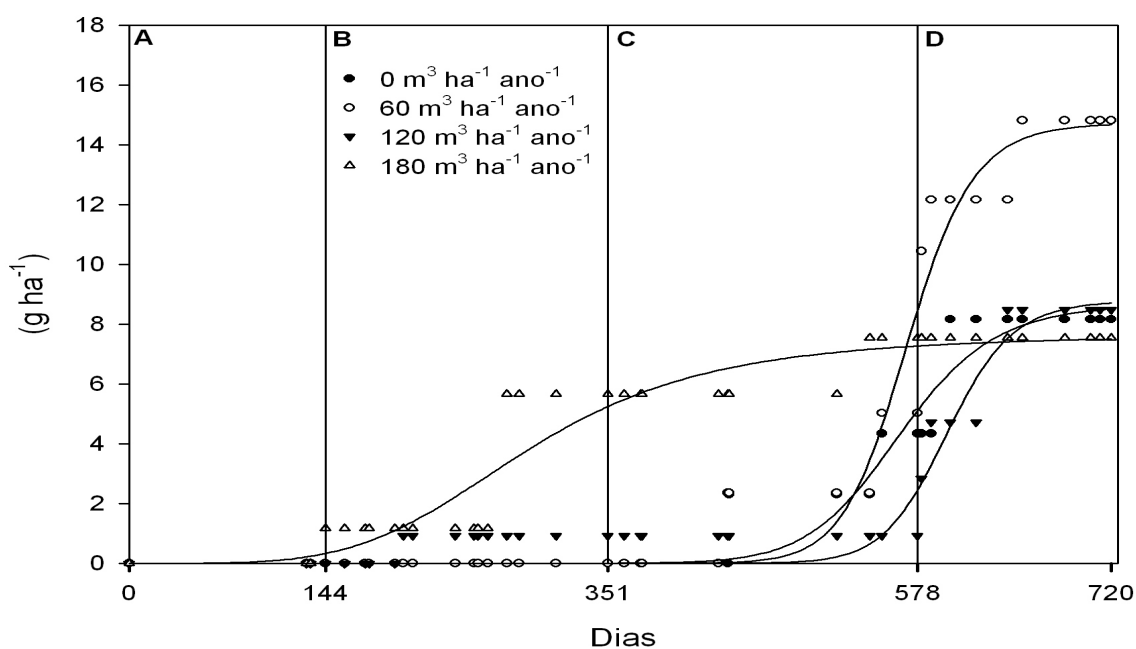 A B C D
0 m³ ha⁻¹ ano⁻¹
60 m³ ha⁻¹ ano⁻¹
120 m³ ha⁻¹ ano⁻¹
180 m³ ha⁻¹ ano⁻¹
18
16
14
12
10
8
6
4
2
0
(g ha⁻¹)
0 144 351 578 720
Dias